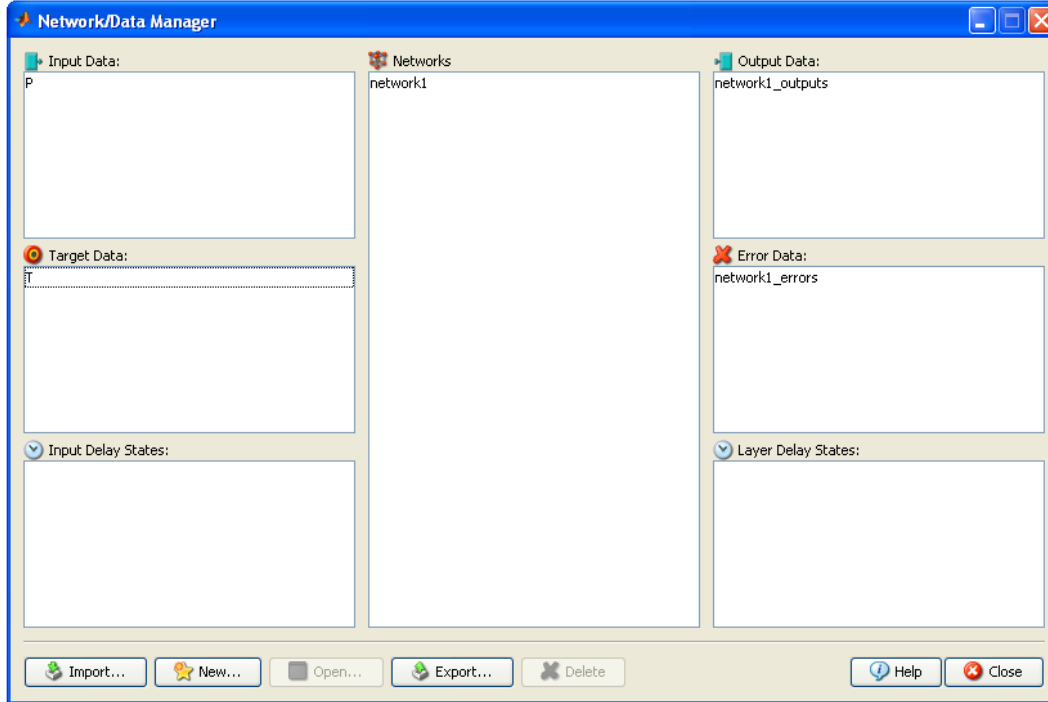 Network/Data Manager
Input Data:
P
Networks
network1
Output Data:
network1_outputs
Target Data:
T
Error Data:
network1_errors
Input Delay States:
Layer Delay States:
Import...
New...
Open...
Export...
Delete
Help
Close